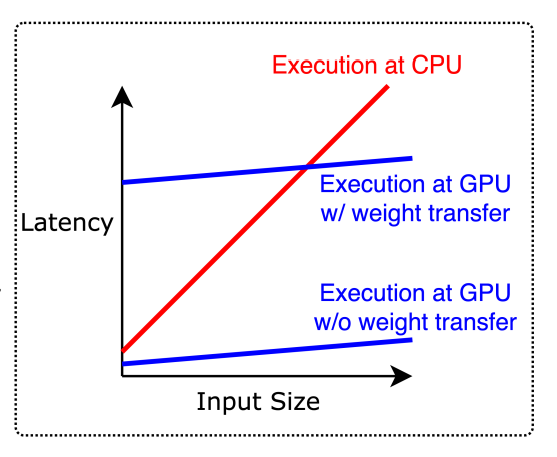 Execution at CPU
Execution at GPU
w/ weight transfer
Latency
Execution at GPU
w/o weight transfer
Input Size